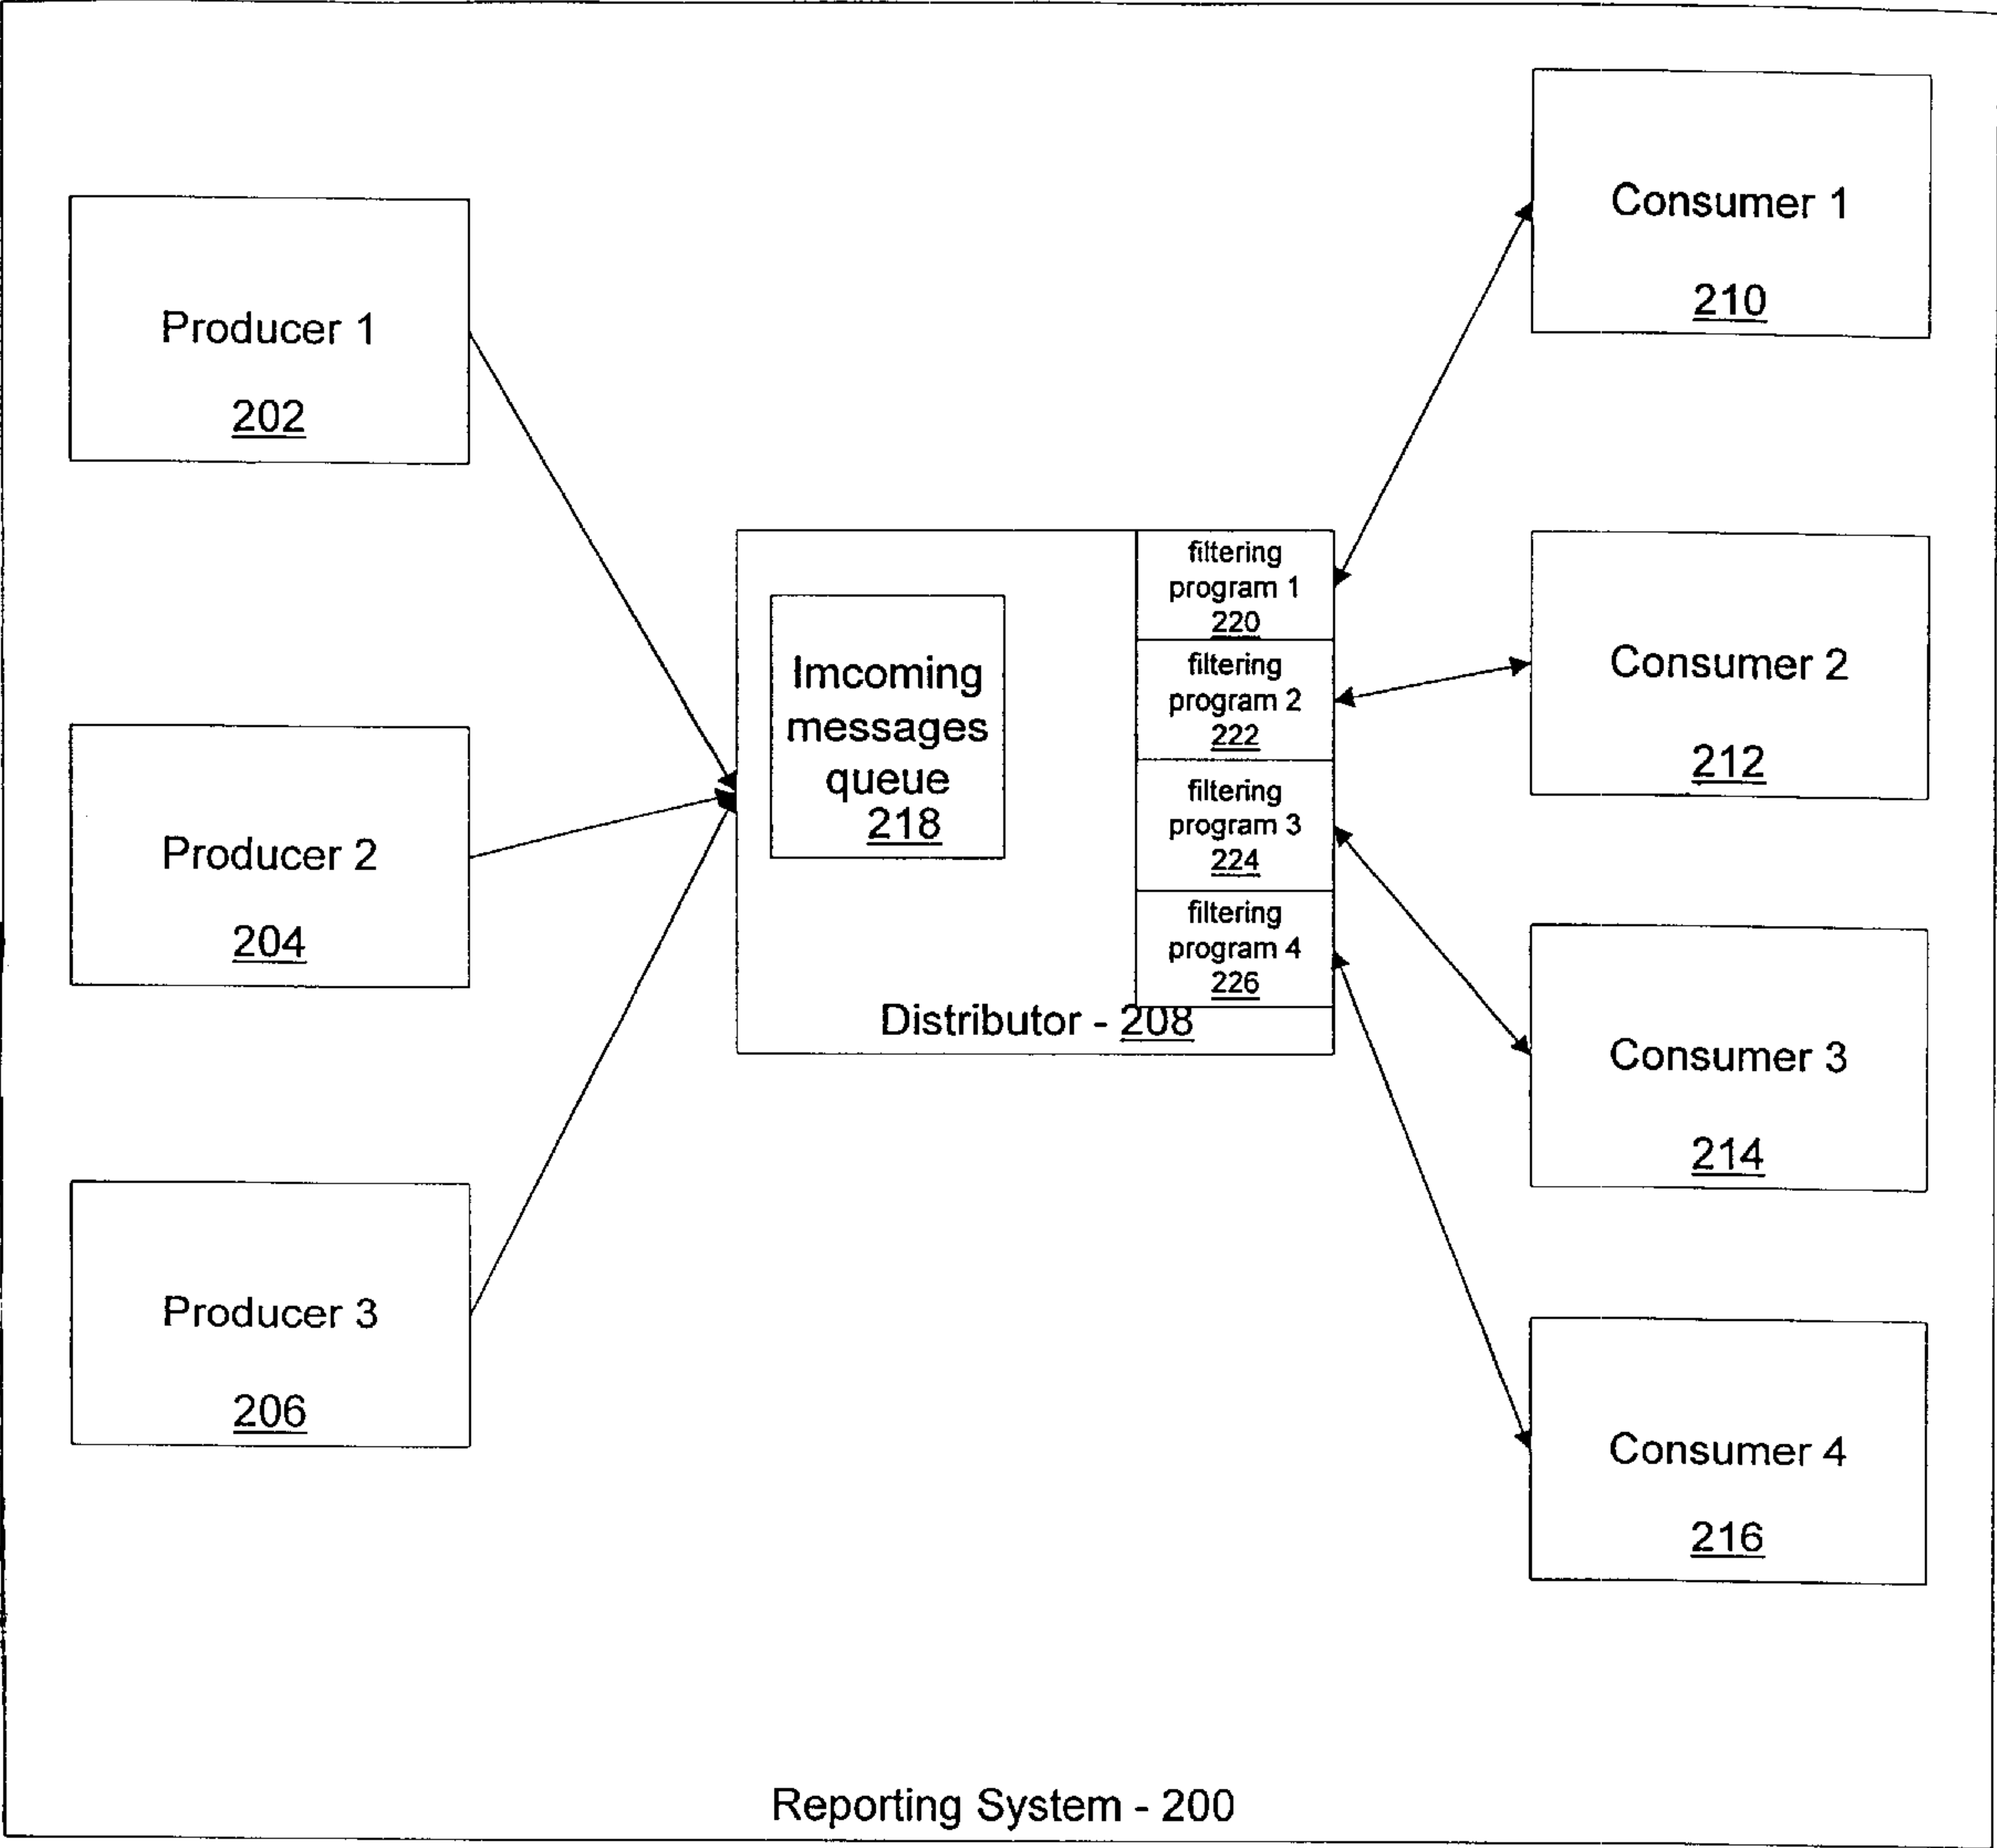 Producer 1
202
Producer 2
204
Producer 3
206
Imcoming
messages
queue
218
filtering
program 1
220
filtering
program 2
222
filtering
program 3
224
filtering
program 4
226
Distributor - 208
Consumer 1
210
Consumer 2
212
Consumer 3
214
Consumer 4
216
Reporting System - 200